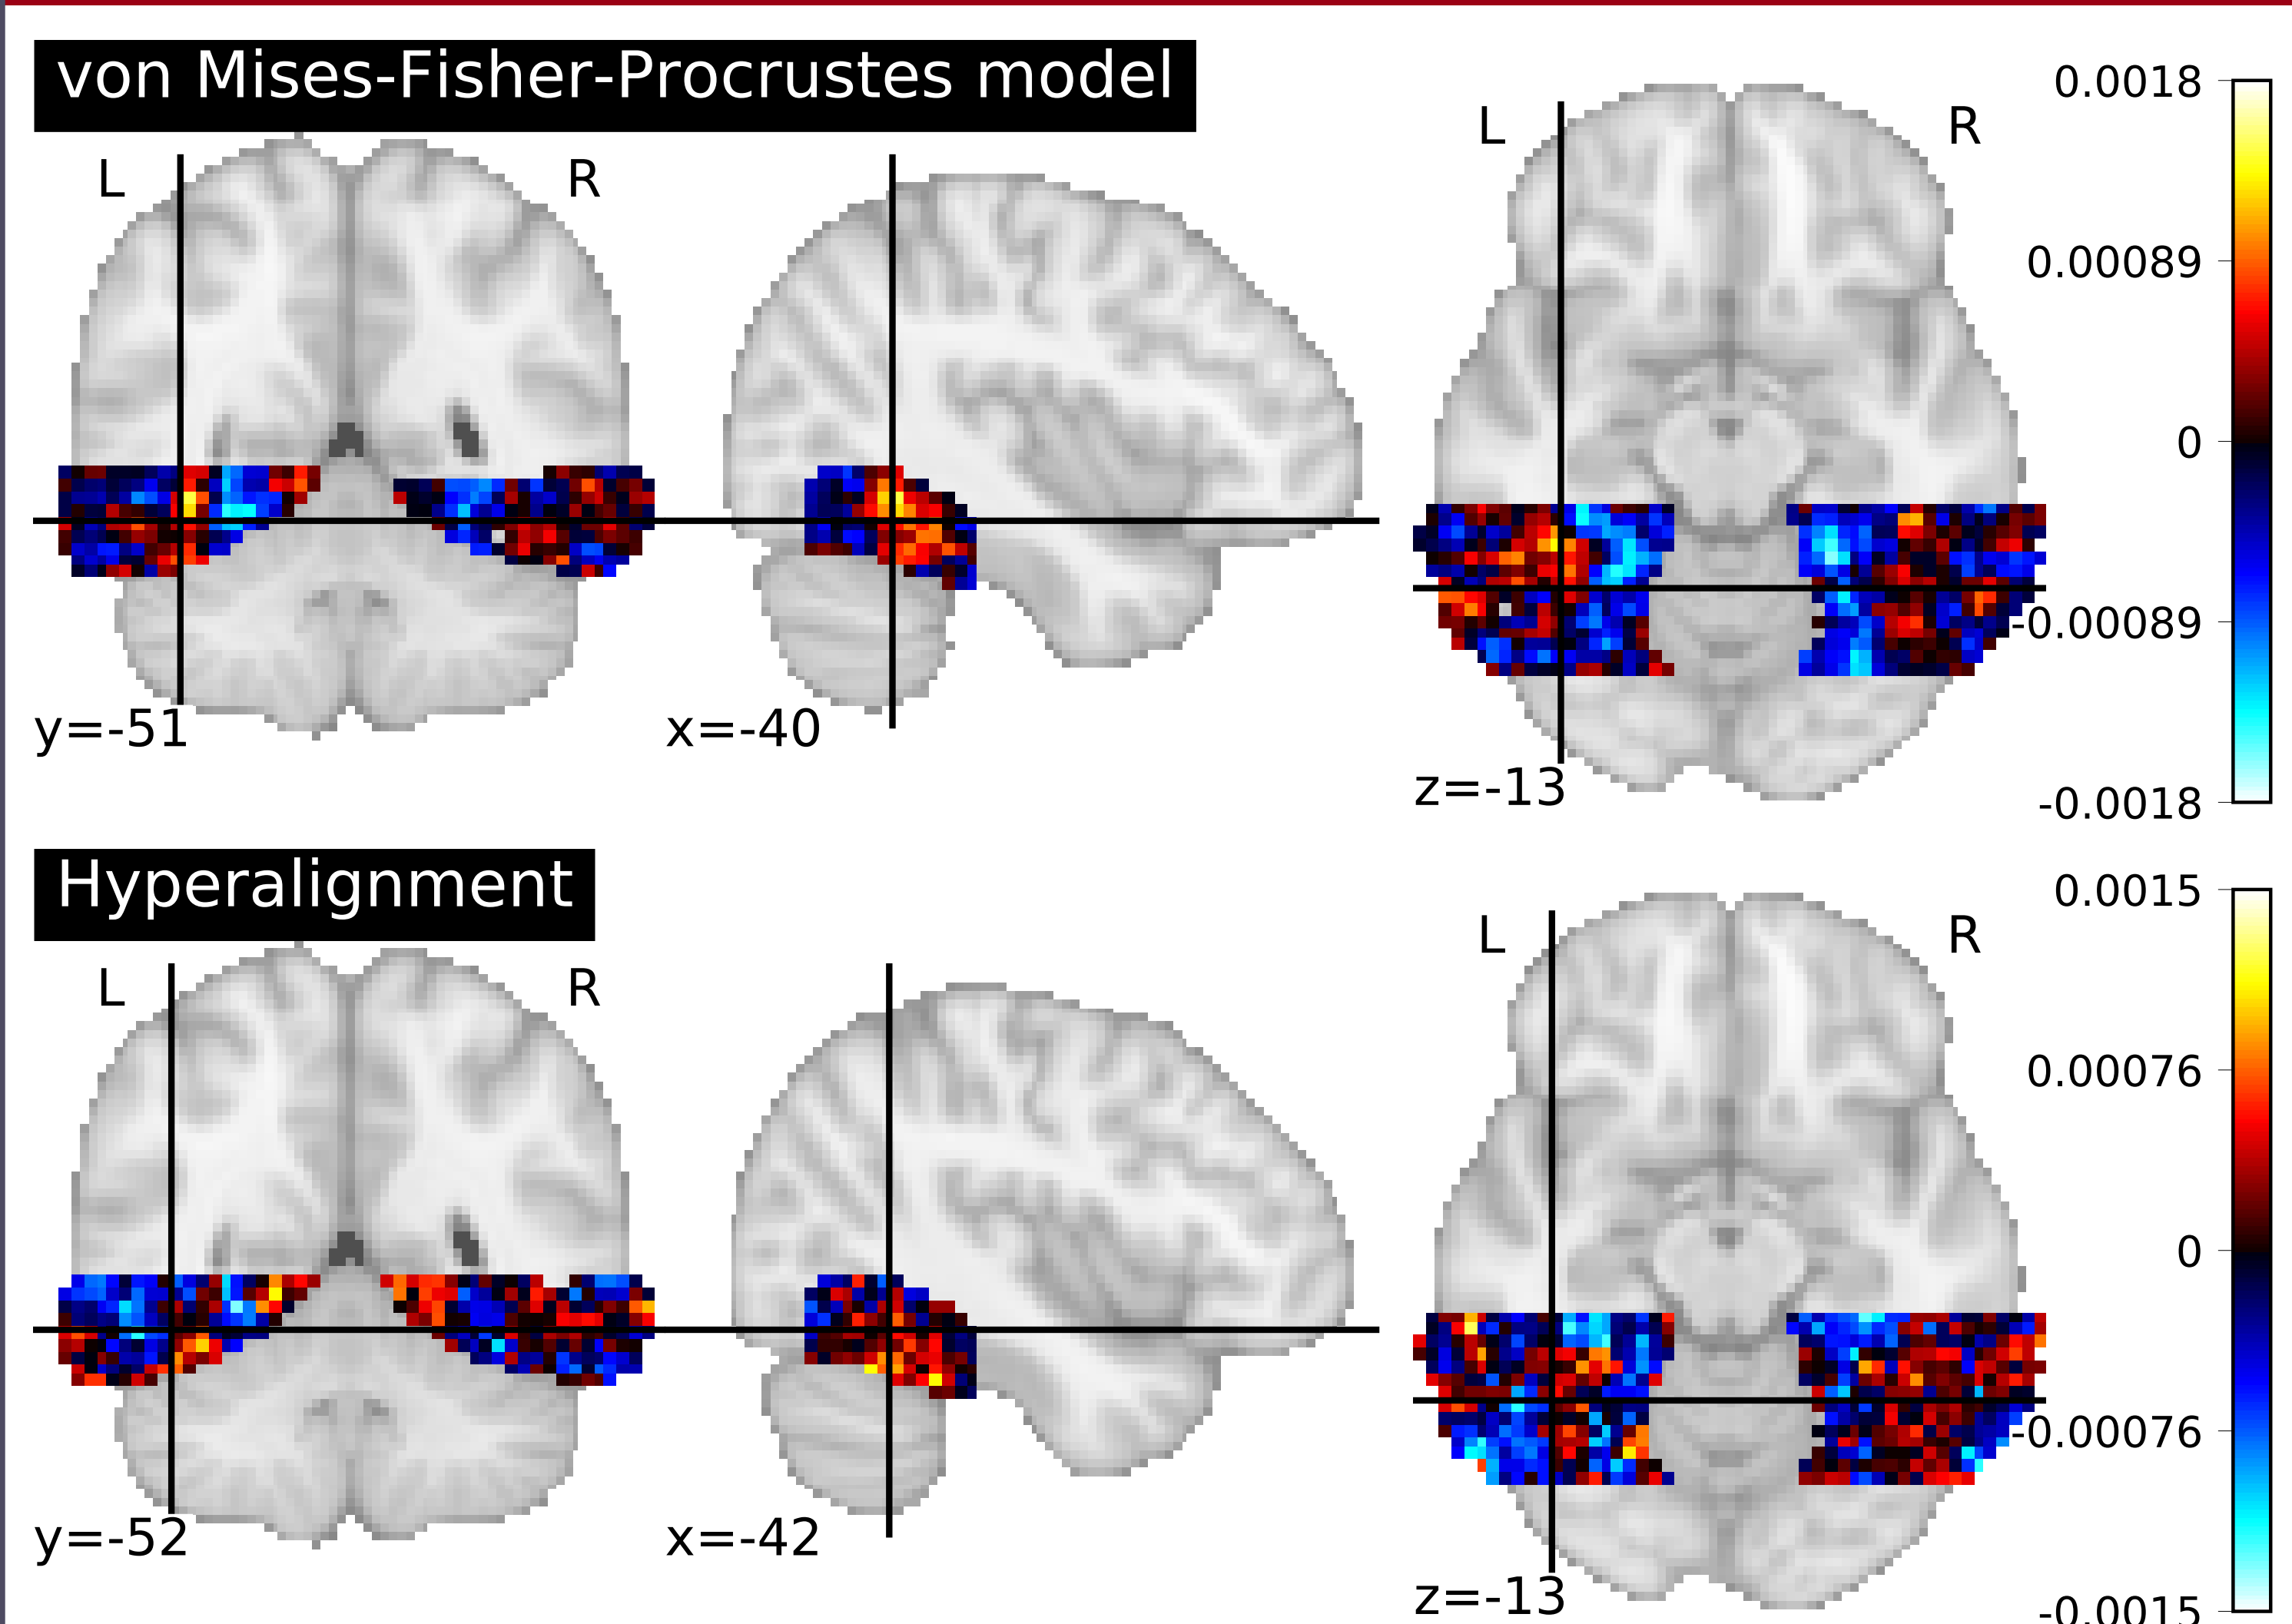 von Mises-Fisher-Procrustes model
L R
L R
y=-51
x=-40
z=-13
0.0018
0.00089
0
-0.00089
-0.0018
Hyperalignment
L R
L R
y=-52
x=-42
z=-13
0.0015
0.00076
0
-0.00076
-0.0015